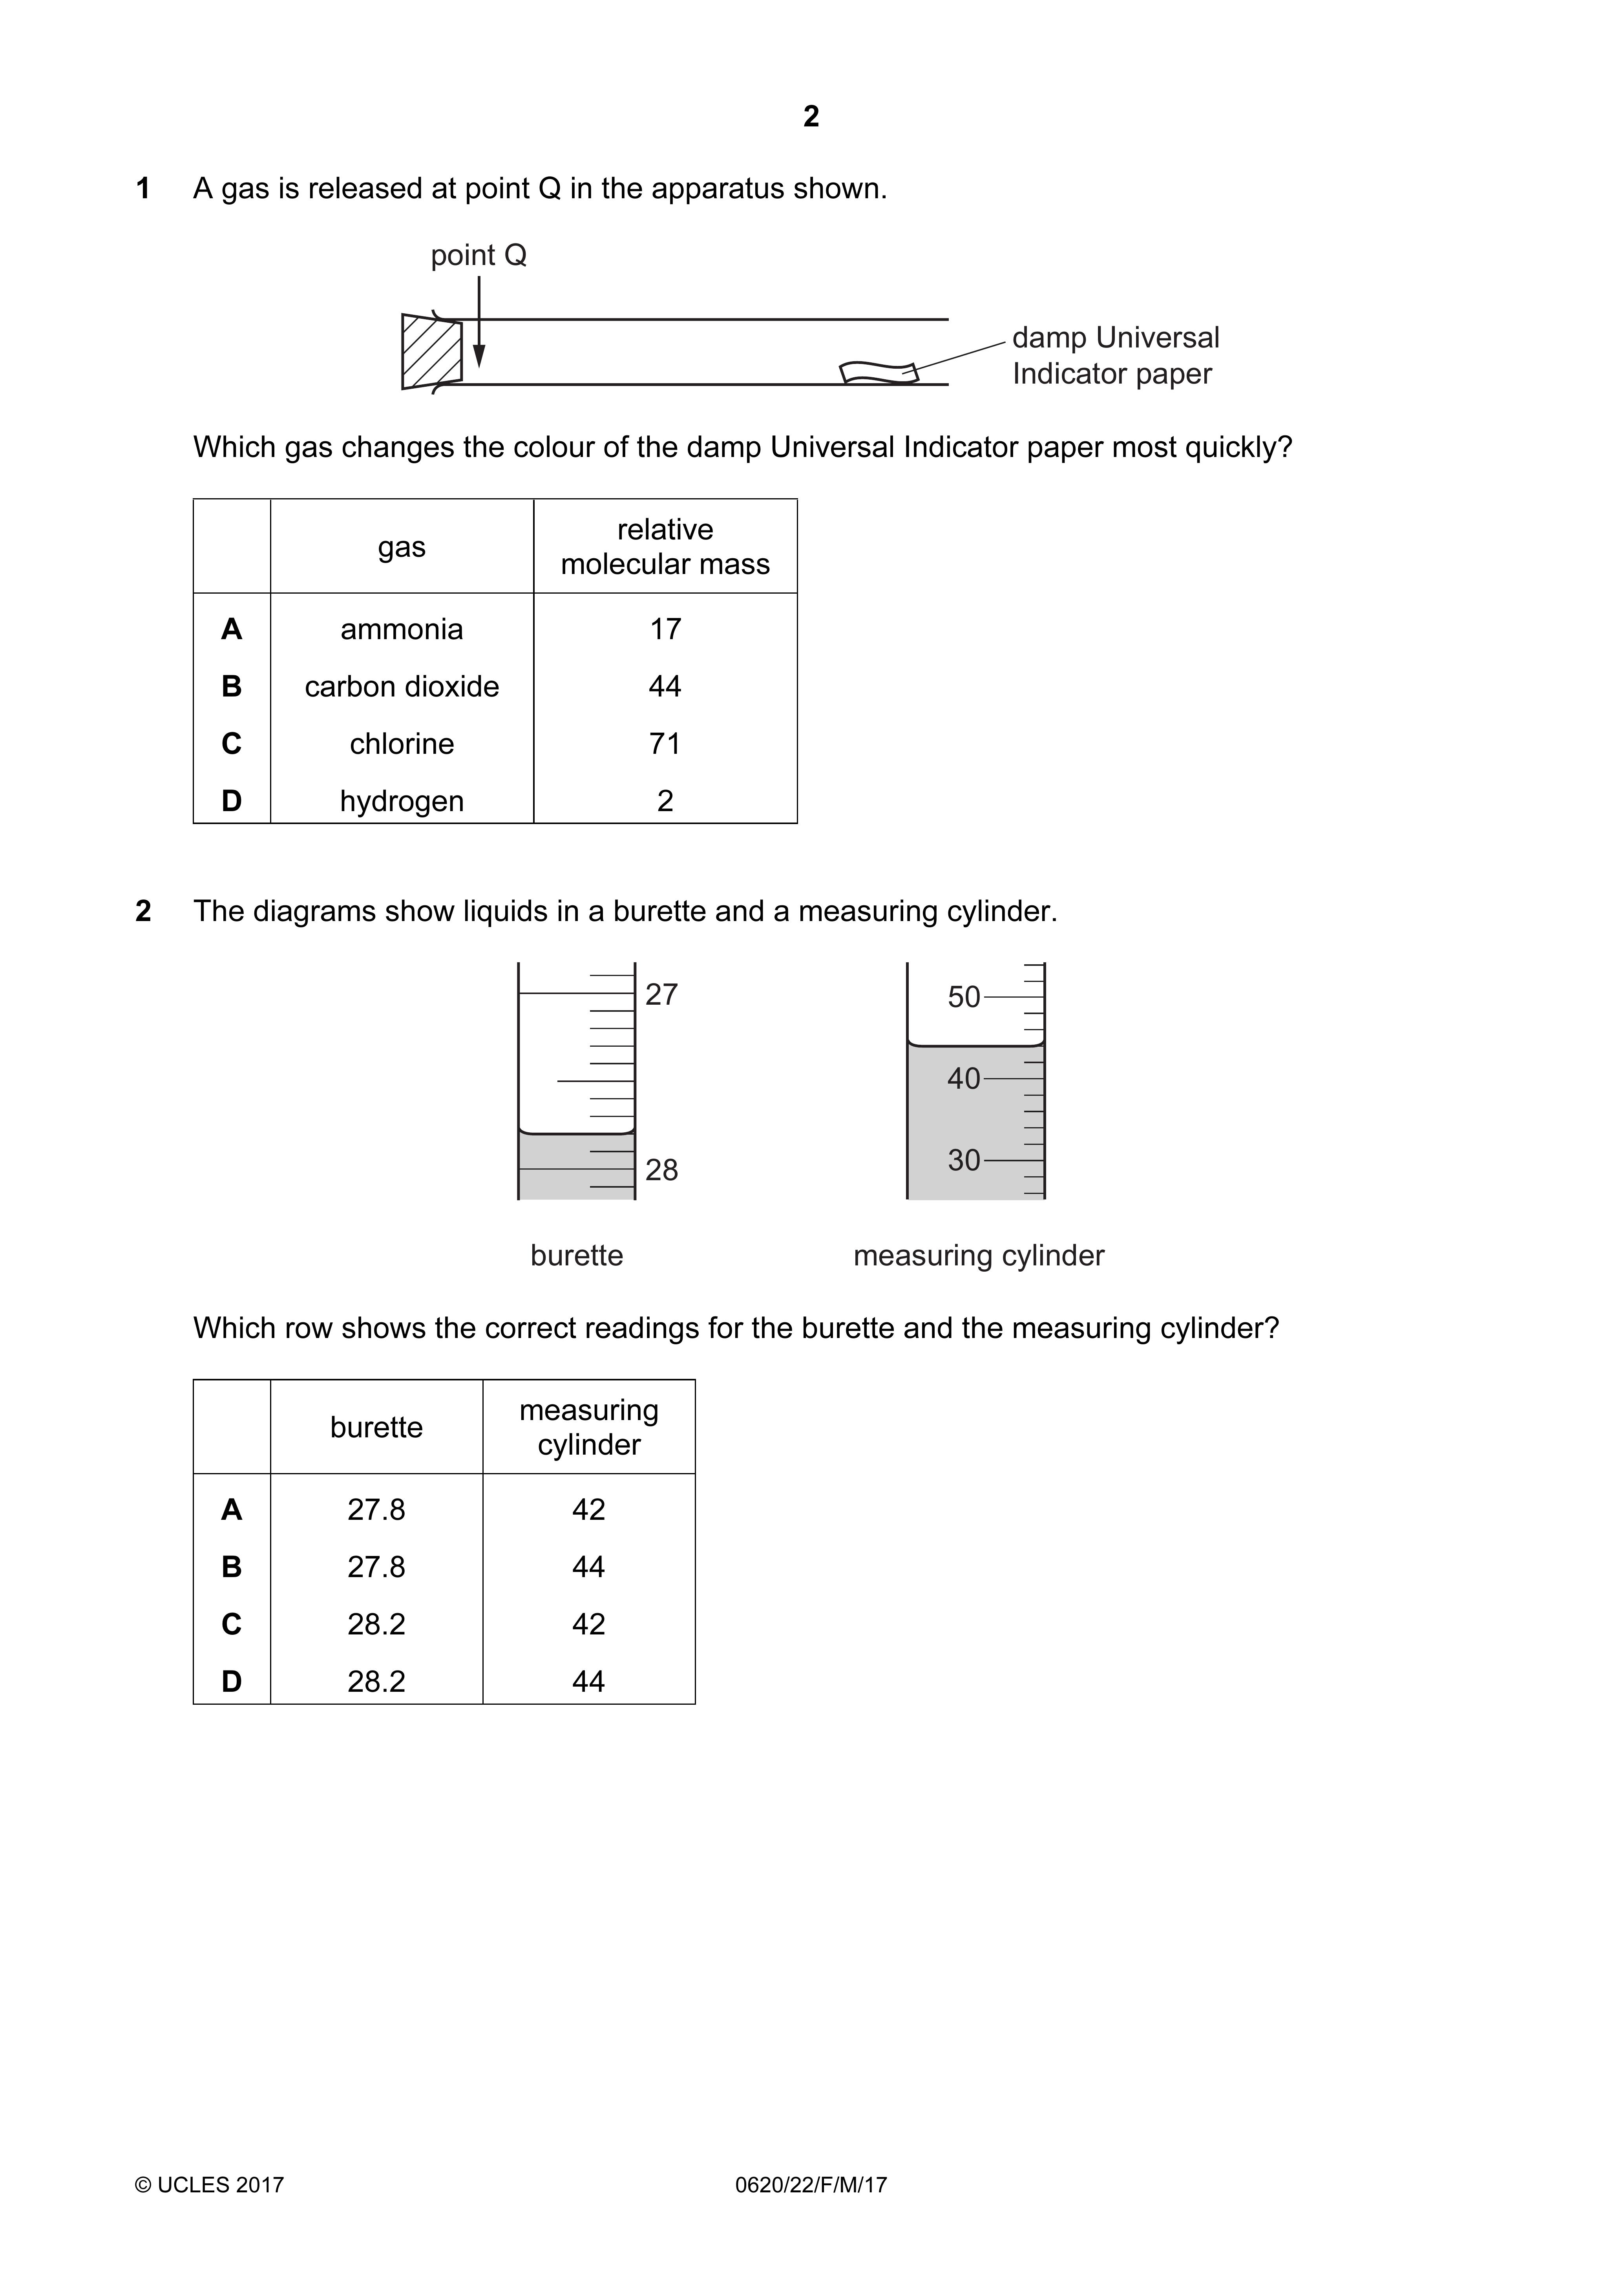 2
1 A gas is released at point Q in the apparatus shown.
point Q
damp Universal
Indicator paper
Which gas changes the colour of the damp Universal Indicator paper most quickly?
gas relative molecular mass
A ammonia 17
B carbon dioxide 44
C chlorine 71
D hydrogen 2
2 The diagrams show liquids in a burette and a measuring cylinder.
27
28
burette
50
40
30
measuring cylinder
Which row shows the correct readings for the burette and the measuring cylinder?
burette measuring cylinder
A 27.8 42
B 27.8 44
C 28.2 42
D 28.2 44
© UCLES 2017 0620/22/F/M/17